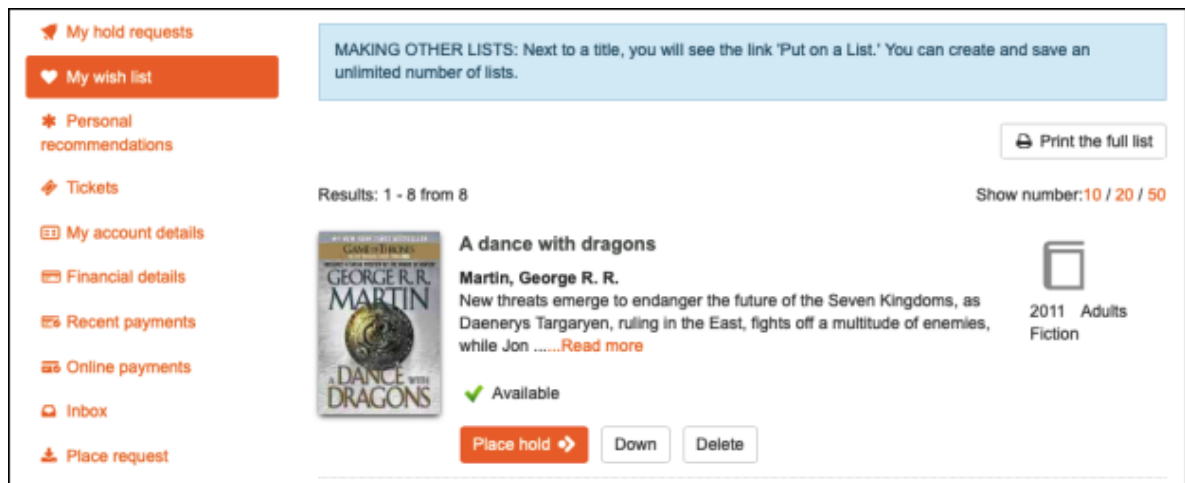 My hold requests
My wish list
Personal
recommendations
Tickets
My account details
Financial details
Recent payments
Online payments
Inbox
Place request
MAKING OTHER LISTS: Next to a title, you will see the link 'Put on a List.' You can create and save an
unlimited number of lists.
Print the full list
Results: 1 - 8 from 8
Show number:10 / 20 / 50
GAME OF THRONES
GEORGE R. R.
MARTIN
A DANCE WITH
DRAGONS
A dance with dragons
Martin, George R. R.
New threats emerge to endanger the future of the Seven Kingdoms, as
Daenerys Targaryen, ruling in the East, fights off a multitude of enemies,
while Jon ......Read more
Available
Place hold
Down
Delete
2011 Adults
Fiction